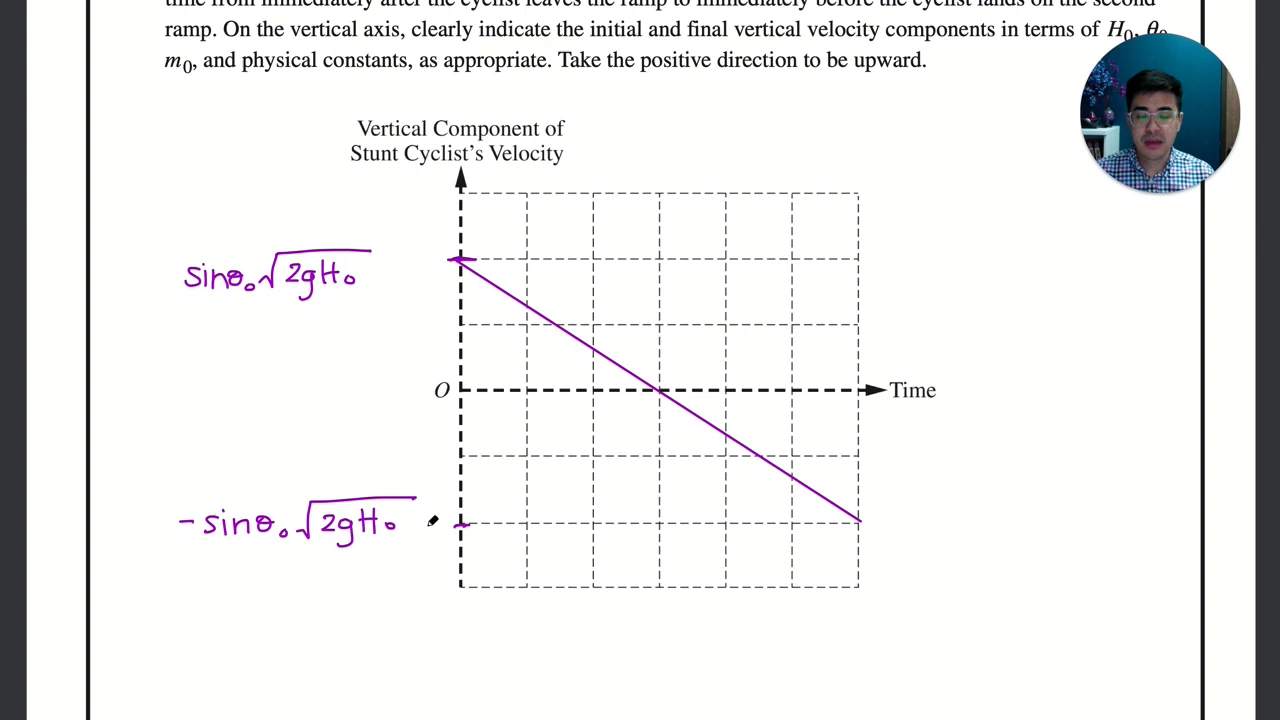 time from immediately after the cyclist leaves the ramp to immediately before the cyclist lands on the second
ramp. On the vertical axis, clearly indicate the initial and final vertical velocity components in terms of H₀, θ₀,
m₀, and physical constants, as appropriate. Take the positive direction to be upward.
Vertical Component of
Stunt Cyclist's Velocity
sinθ₀√2gH₀
O
Time
-sinθ₀√2gH₀